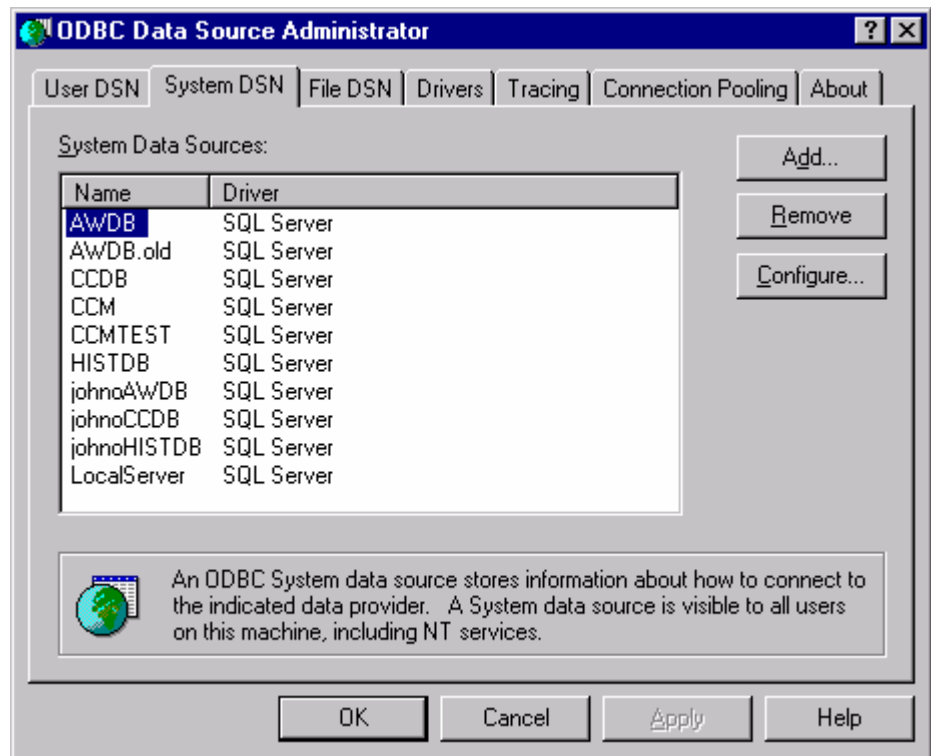 ODBC Data Source Administrator
User DSN System DSN File DSN Drivers Tracing Connection Pooling About
System Data Sources:
Name Driver
AWDB SQL Server
AWDB.old SQL Server
CCDB SQL Server
CCM SQL Server
CCMTEST SQL Server
HISTDB SQL Server
johnoAWDB SQL Server
johnoCCDB SQL Server
johnoHISTDB SQL Server
LocalServer SQL Server
Add...
Remove
Configure...
An ODBC System data source stores information about how to connect to
the indicated data provider. A System data source is visible to all users
on this machine, including NT services.
OK Cancel Apply Help